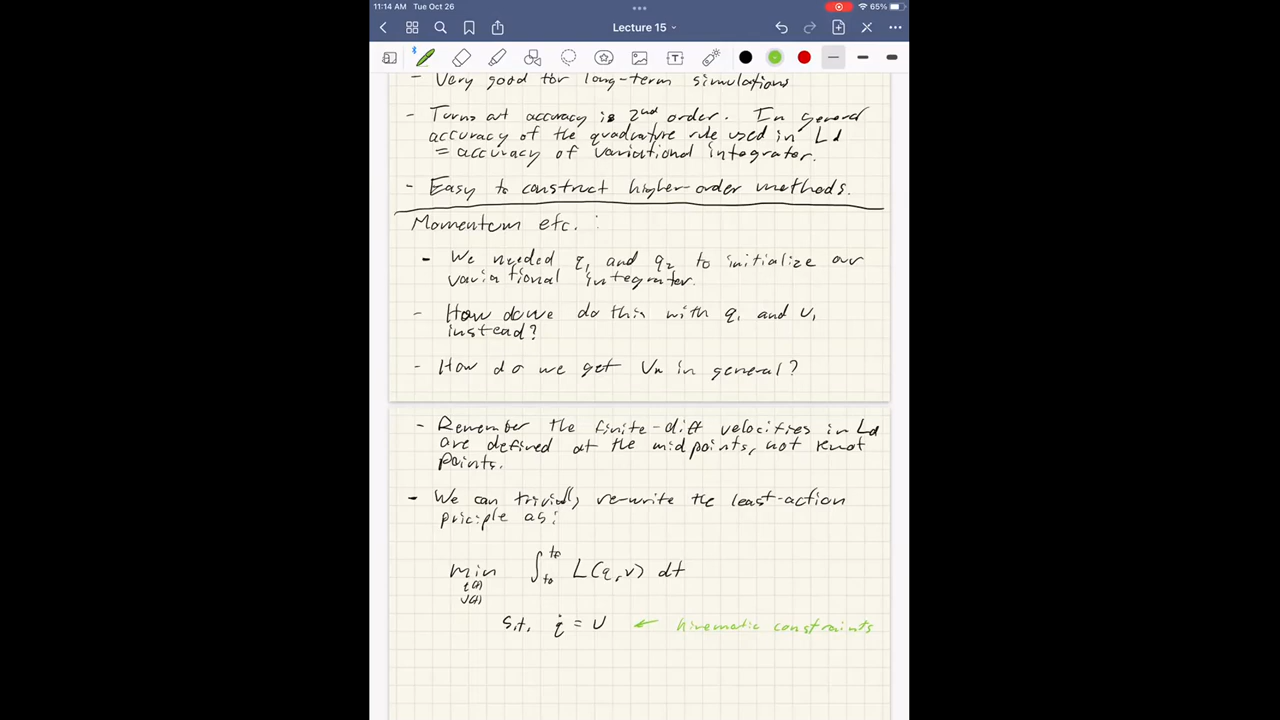 11:14 AM Tue Oct 26
65%
Lecture 15
- Very good for long-term simulations
- Turns out accuracy is 2nd order. In general
accuracy of the quadrature rule used in Ld
= accuracy of variational integrator.
- Easy to construct higher-order methods.
Momentum etc. :
- We needed q1 and q2 to initialize our
variational integrator.
- How do we do this with q1 and v1
instead?
- How do we get vn in general?
- Remember the finite-diff velocities in Ld
are defined at the midpoints, not knot
points.
- We can trivially re-write the least-action
priciple as:
min ∫ L(q,v) dt
q(t) t0 tf
v(t)
s.t. q̇ = v ← kinematic constraints